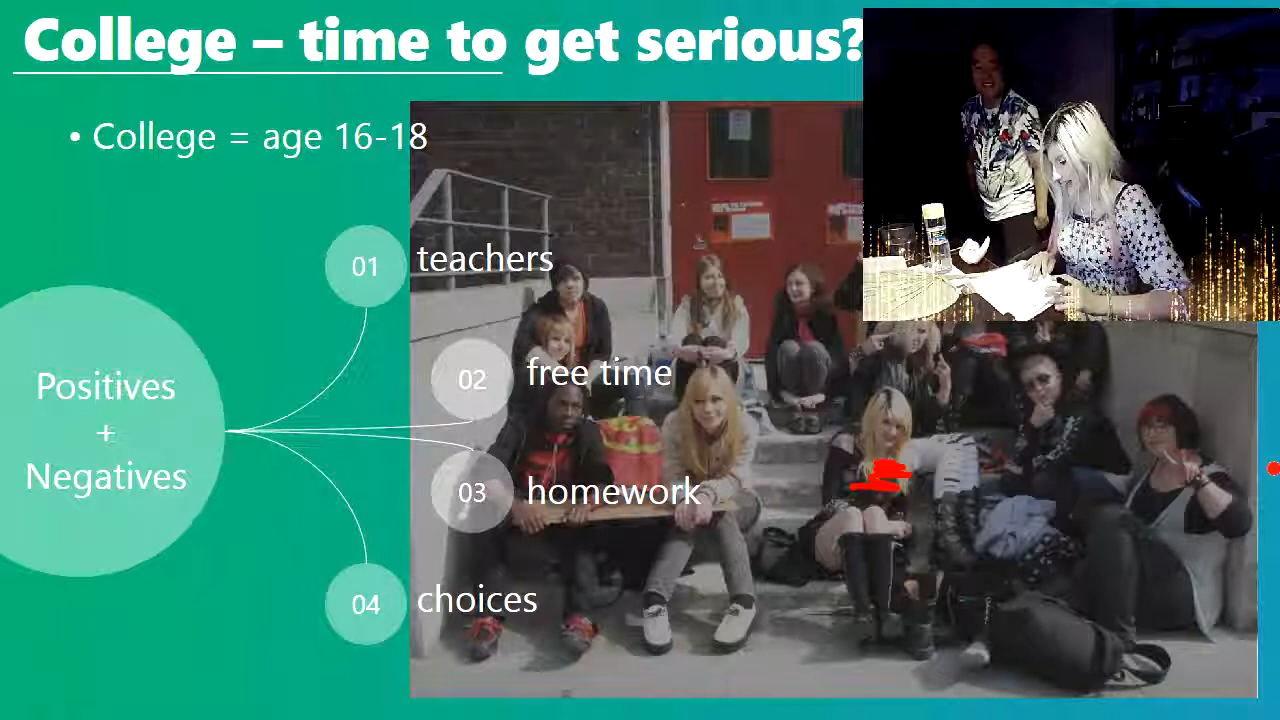 College – time to get serious?
• College = age 16-18
01 teachers
02 free time
Positives
+
Negatives
03 homework
04 choices